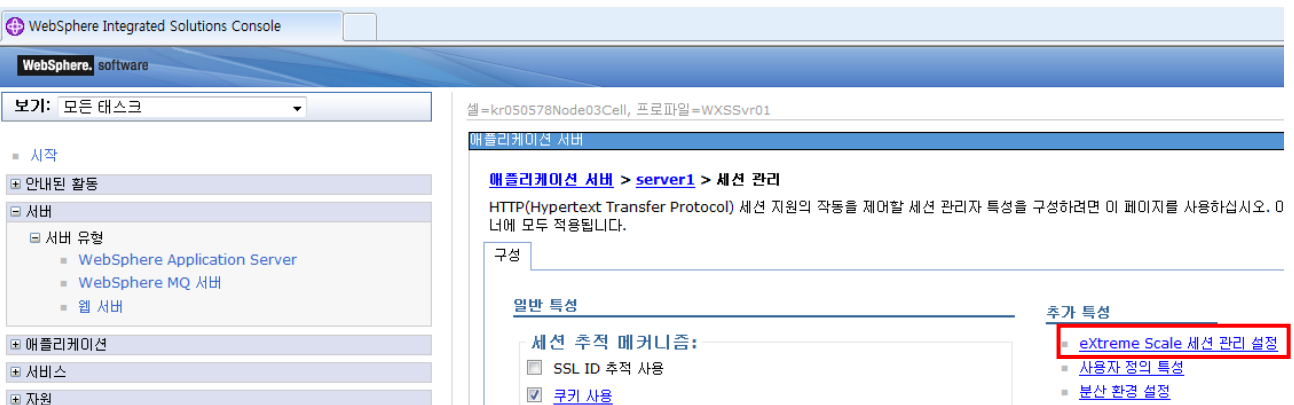 WebSphere Integrated Solutions Console
WebSphere. software
보기: 모든 태스크
시작
안내된 활동
서버
서버 유형
WebSphere Application Server
WebSphere MQ 서버
웹 서버
애플리케이션
서비스
자원
셀=kr050578Node03Cell, 프로파일=WXSSvr01
애플리케이션 서버
애플리케이션 서버 > server1 > 세션 관리
HTTP(Hypertext Transfer Protocol) 세션 지원의 작동을 제어할 세션 관리자 특성을 구성하려면 이 페이지를 사용하십시오. 이
너에 모두 적용됩니다.
구성
일반 특성
세션 추적 메커니즘:
SSL ID 추적 사용
쿠키 사용
추가 특성
eXtreme Scale 세션 관리 설정
사용자 정의 특성
분산 환경 설정